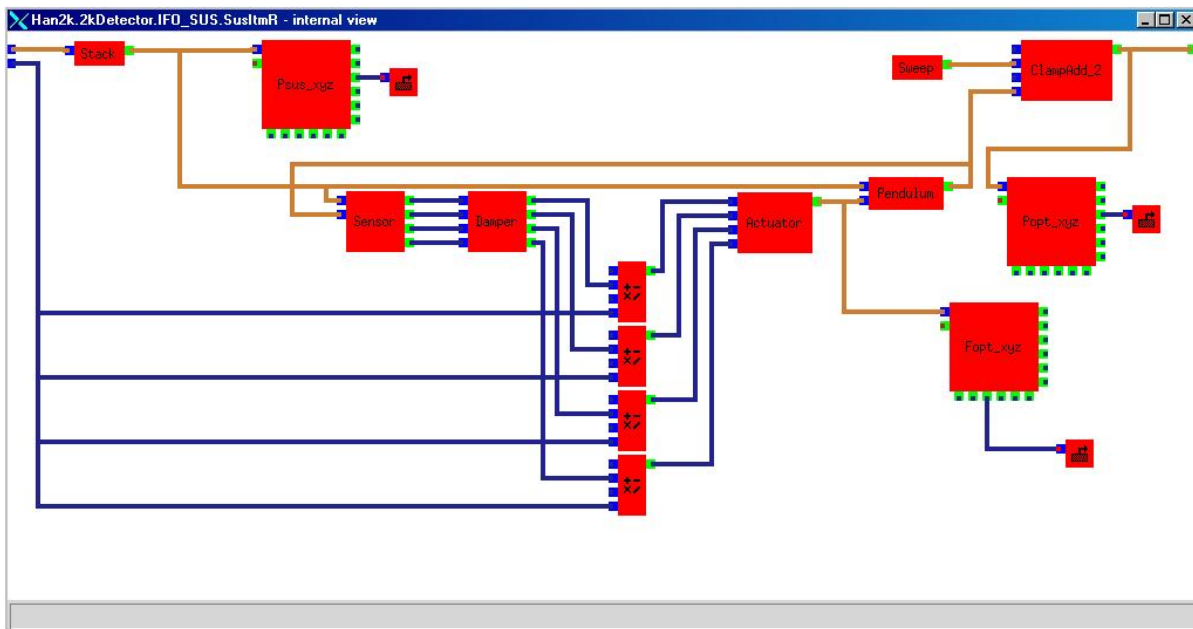 Han2k.2kDetector.IFO_SUS.SusItmR - internal view
Stack
Psus_xyz
Sweep
ClampAdd_2
Sensor
Damper
Actuator
Pendulum
Popt_xyz
Fopt_xyz